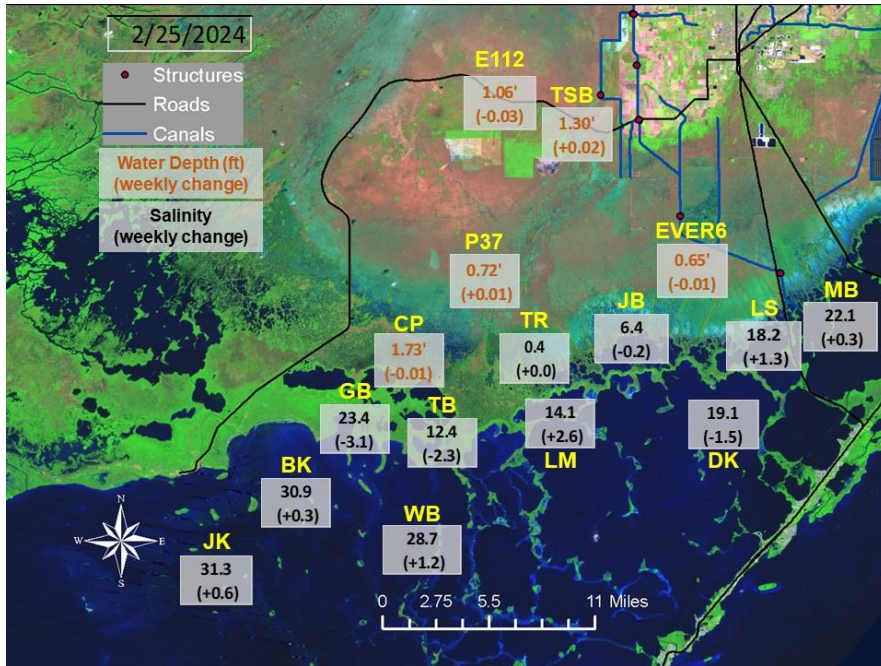 2/25/2024
Structures
Roads
Canals
Water Depth (ft)
(weekly change)
Salinity
(weekly change)
E112
1.06'
(-0.03)
TSB
1.30'
(+0.02)
P37
0.72'
(+0.01)
EVER6
0.65'
(-0.01)
CP
1.73'
(-0.01)
TR
0.4
(+0.0)
JB
6.4
(-0.2)
LS
18.2
(+1.3)
MB
22.1
(+0.3)
GB
23.4
(-3.1)
TB
12.4
(-2.3)
14.1
(+2.6)
LM
19.1
(-1.5)
DK
BK
30.9
(+0.3)
WB
28.7
(+1.2)
JK
31.3
(+0.6)
N
W E
S
0 2.75 5.5 11 Miles